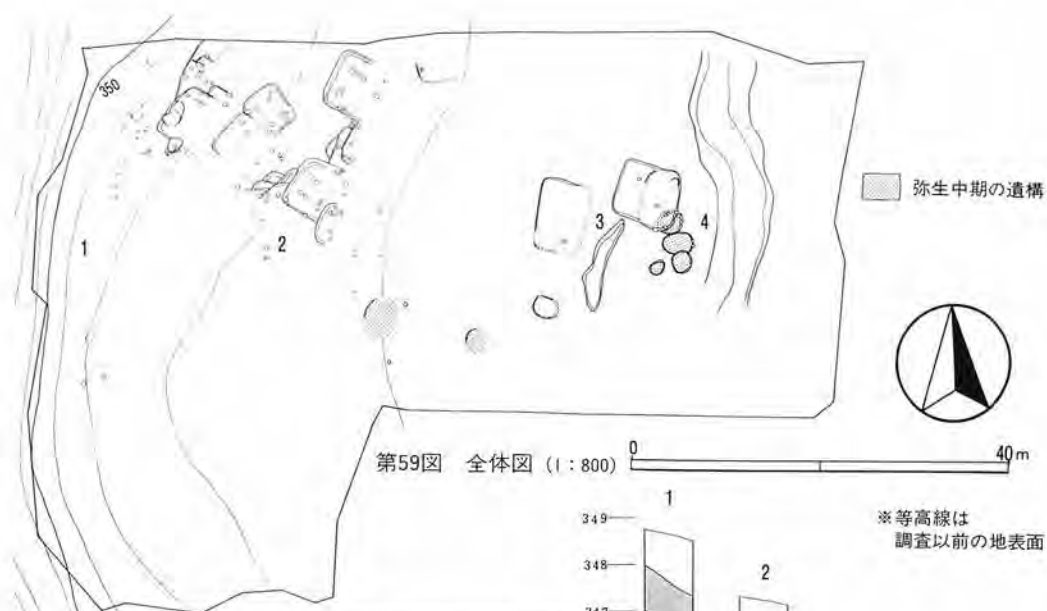 350
1
2
3
4
弥生中期の遺構
第59図 全体図 (1:800)
0
40m
※等高線は
調査以前の地表面
1
349
348
2
347